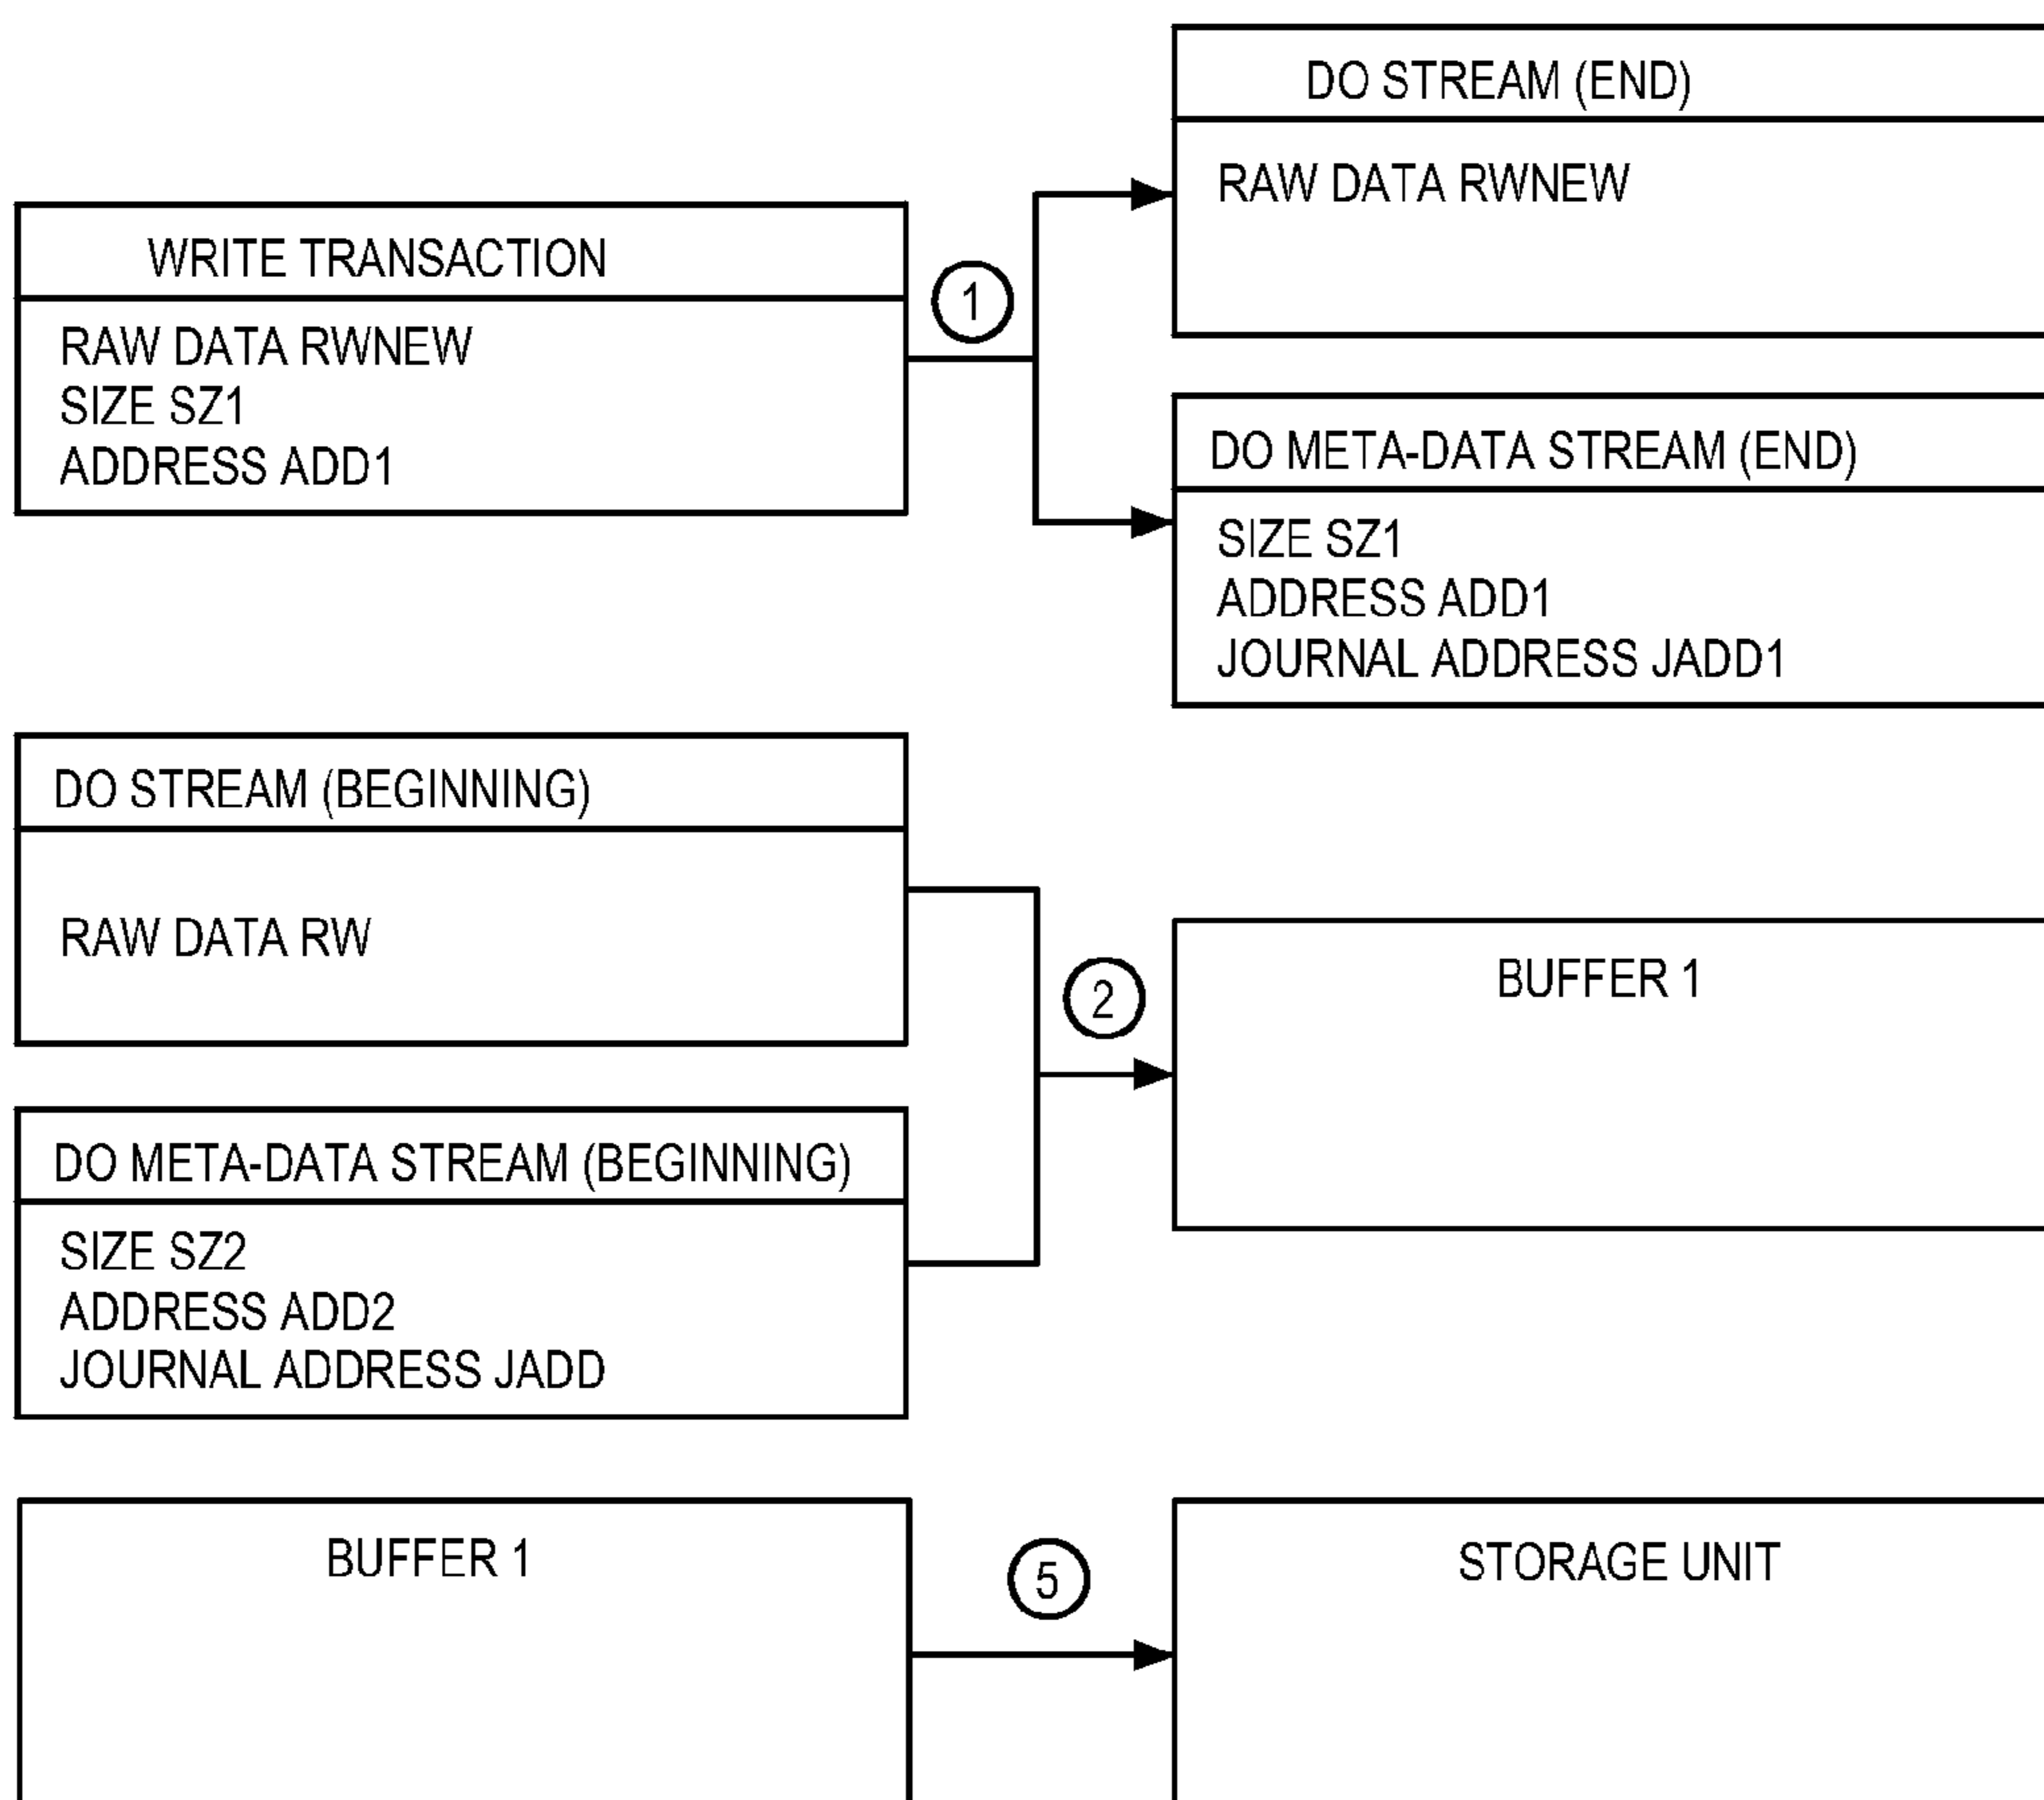 DO STREAM (END)
RAW DATA RWNEW
WRITE TRANSACTION
RAW DATA RWNEW
SIZE SZ1
ADDRESS ADD1
1
DO META-DATA STREAM (END)
SIZE SZ1
ADDRESS ADD1
JOURNAL ADDRESS JADD1
DO STREAM (BEGINNING)
RAW DATA RW
DO META-DATA STREAM (BEGINNING)
SIZE SZ2
ADDRESS ADD2
JOURNAL ADDRESS JADD
2
BUFFER 1
BUFFER 1
5
STORAGE UNIT